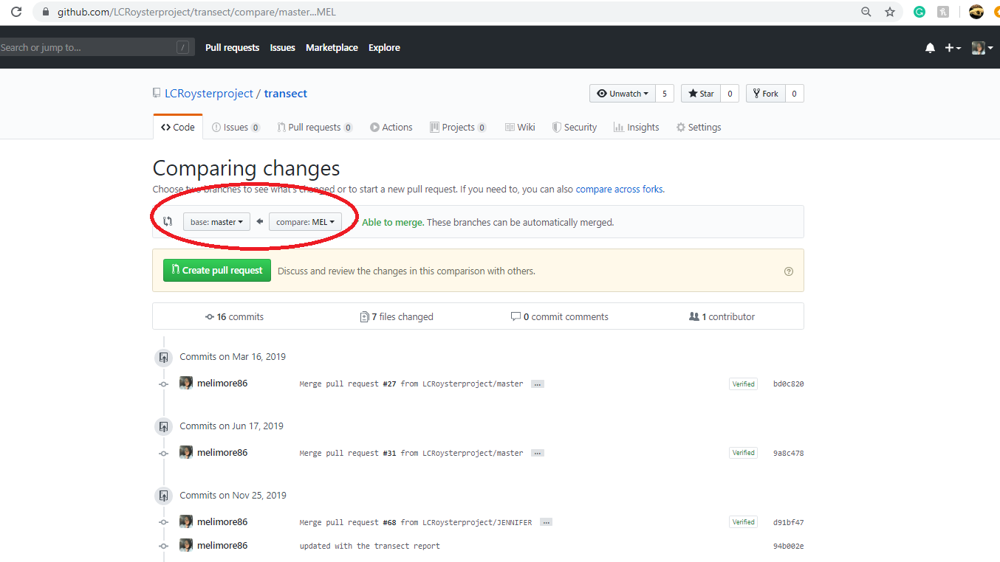 github.com/LCRoysterproject/transect/compare/master...MEL
Search or jump to... /
Pull requests Issues Marketplace Explore
LCRoysterproject / transect
Unwatch 5 Star 0 Fork 0
Code Issues 0 Pull requests 0 Actions Projects 0 Wiki Security Insights Settings
Comparing changes
Choose two branches to see what's changed or to start a new pull request. If you need to, you can also compare across forks.
base: master compare: MEL Able to merge. These branches can be automatically merged.
Create pull request Discuss and review the changes in this comparison with others. ?
16 commits 7 files changed 0 commit comments 1 contributor
Commits on Mar 16, 2019
melimore86 Merge pull request #27 from LCRoysterproject/master ... Verified bd0c820
Commits on Jun 17, 2019
melimore86 Merge pull request #31 from LCRoysterproject/master ... Verified 9a8c478
Commits on Nov 25, 2019
melimore86 Merge pull request #68 from LCRoysterproject/JENNIFER ... Verified d91bf47
melimore86 updated with the transect report 94b002e